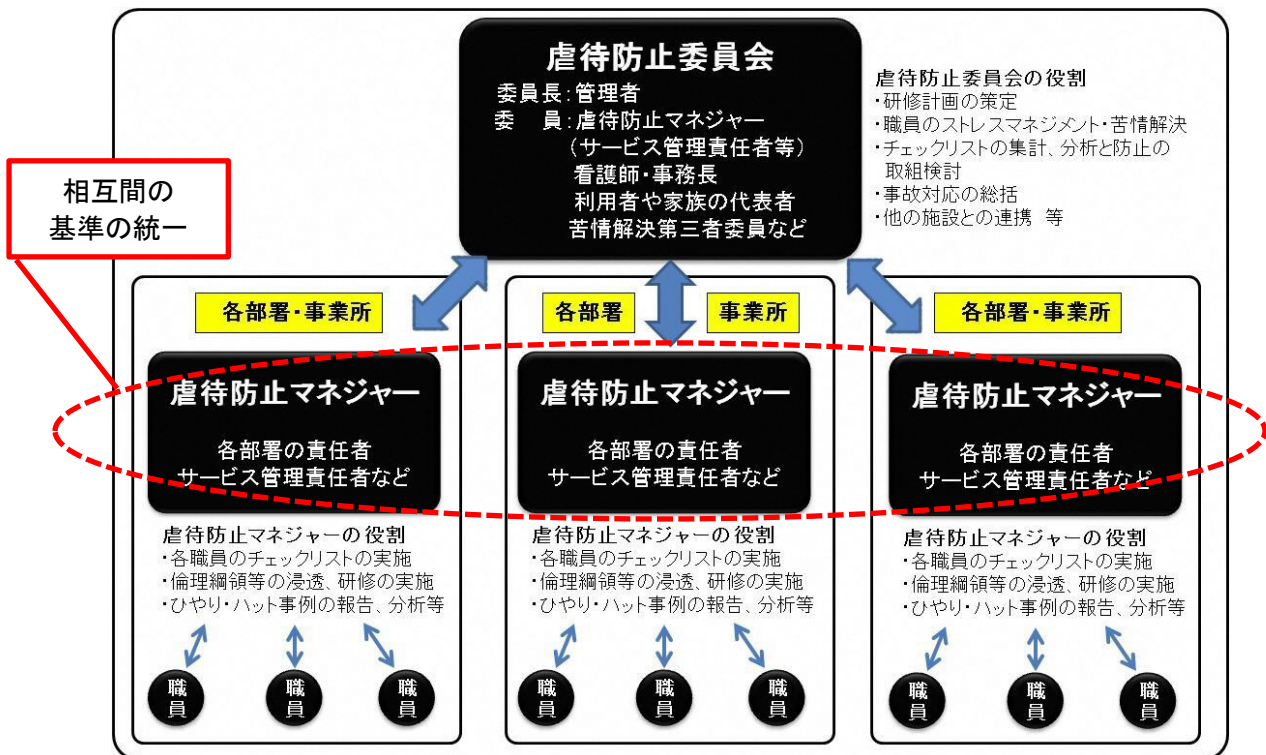 虐待防止委員会
委員長：管理者
委　員：虐待防止マネジャー
（サービス管理責任者等）
看護師・事務長
利用者や家族の代表者
苦情解決第三者委員など
虐待防止委員会の役割
・研修計画の策定
・職員のストレスマネジメント・苦情解決
・チェックリストの集計、分析と防止の
取組検討
・事故対応の総括
・他の施設との連携 等
相互間の
基準の統一
各部署・事業所
虐待防止マネジャー
各部署の責任者
サービス管理責任者など
虐待防止マネジャーの役割
・各職員のチェックリストの実施
・倫理綱領等の浸透、研修の実施
・ひやり・ハット事例の報告、分析等
職員
職員
職員
各部署
事業所
虐待防止マネジャー
各部署の責任者
サービス管理責任者など
虐待防止マネジャーの役割
・各職員のチェックリストの実施
・倫理綱領等の浸透、研修の実施
・ひやり・ハット事例の報告、分析等
職員
職員
職員
各部署・事業所
虐待防止マネジャー
各部署の責任者
サービス管理責任者など
虐待防止マネジャーの役割
・各職員のチェックリストの実施
・倫理綱領等の浸透、研修の実施
・ひやり・ハット事例の報告、分析等
職員
職員
職員